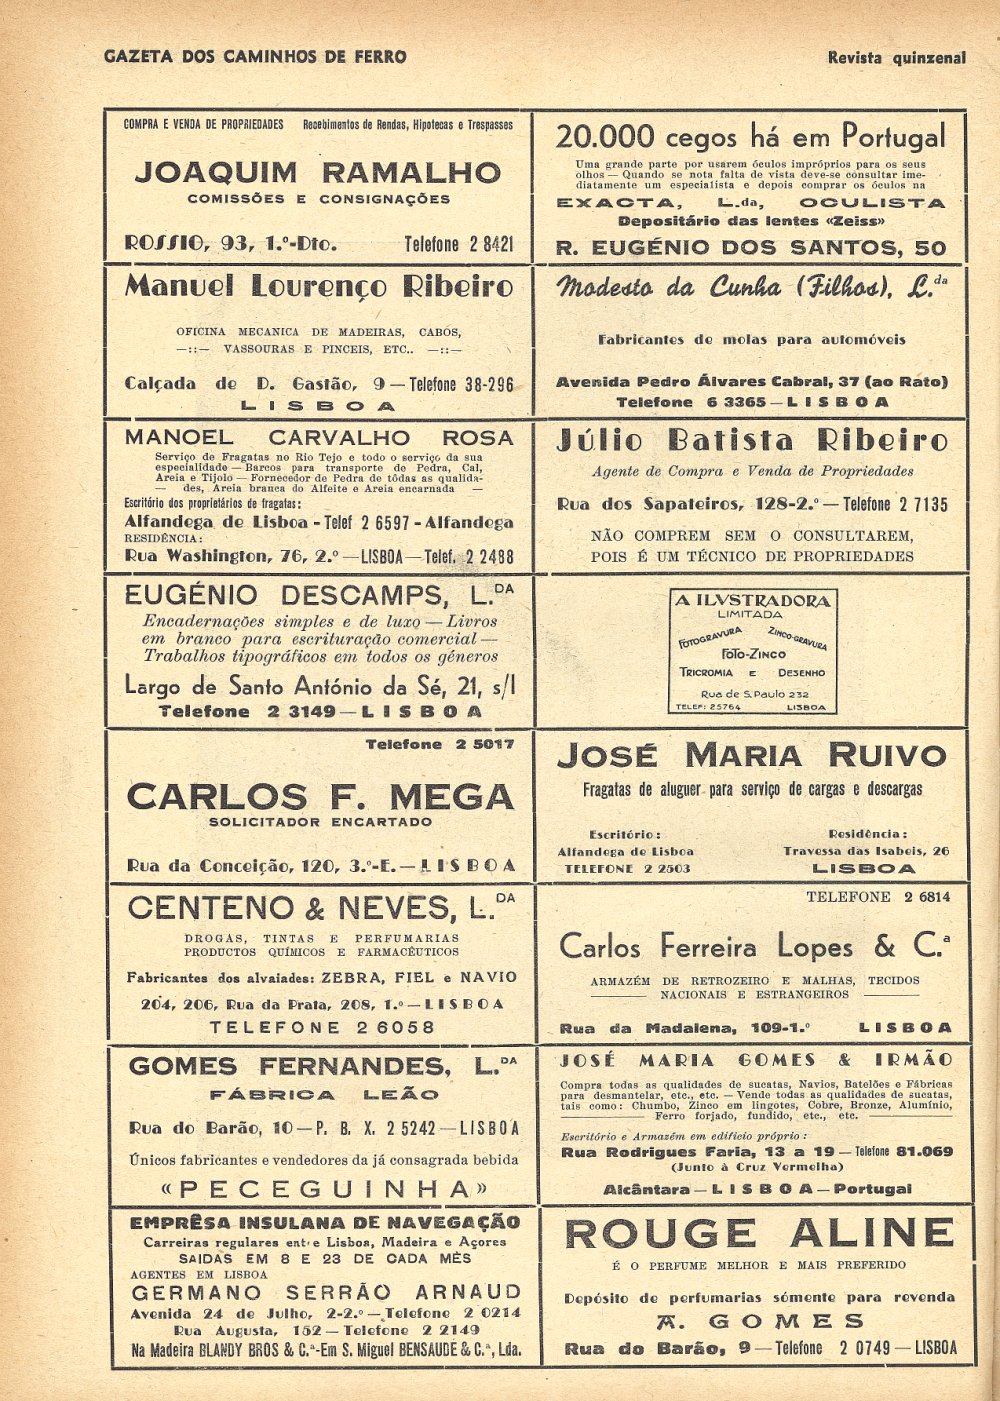 GAZETA DOS CAMINHOS DE FERRO
Revista quinzenal
COMPRA E VENDA DE PROPRIEDADES Recebimentos de Rendas, Hipotecas e Trespasses
JOAQUIM RAMALHO
COMISSÕES E CONSIGNAÇÕES
ROSSIO, 93, 1.º-Dto. Telefone 2 8421
20.000 cegos há em Portugal
Uma grande parte por usarem óculos impróprios para os seus
olhos — Quando se nota falta de vista deve-se consultar ime-
diatamente um especialista e depois comprar os óculos na
EXACTA, L.da, OCULISTA
Depositário das lentes «Zeiss»
R. EUGÉNIO DOS SANTOS, 50
Manuel Lourenço Ribeiro
OFICINA MECANICA DE MADEIRAS, CABOS,
—::— VASSOURAS E PINCEIS, ETC.. —::—
Calçada de D. Gastão, 9 — Telefone 38-296
LISBOA
Modesto da Cunha (Filhos), L.da
Fabricantes de molas para automóveis
Avenida Pedro Álvares Cabral, 37 (ao Rato)
Telefone 6 3365 — LISBOA
MANOEL CARVALHO ROSA
Serviço de Fragatas no Rio Tejo e todo o serviço da sua
especialidade — Barcos para transporte de Pedra, Cal,
Areia e Tijolo — Fornecedor de Pedra de tôdas as qualida-
— des, Areia branca do Alfeite e Areia encarnada —
Escritório dos proprietários de fragatas:
Alfandega de Lisboa - Telef 2 6597 - Alfandega
RESIDÊNCIA:
Rua Washington, 76, 2.º — LISBOA — Telef. 2 2488
Júlio Batista Ribeiro
Agente de Compra e Venda de Propriedades
Rua dos Sapateiros, 128-2.º — Telefone 2 7135
NÃO COMPREM SEM O CONSULTAREM,
POIS É UM TÉCNICO DE PROPRIEDADES
EUGÉNIO DESCAMPS, L.DA
Encadernações simples e de luxo — Livros
em branco para escrituração comercial —
Trabalhos tipográficos em todos os géneros
Largo de Santo António da Sé, 21, s/l
Telefone 2 3149 — LISBOA
A ILVSTRADORA
LIMITADA
FOTOGRAVURA ZINCO-GRAVURA
FOTO-ZINCO
TRICROMIA E DESENHO
Rua de S. Paulo 232
TELEF: 25764 LISBOA
Telefone 2 5017
CARLOS F. MEGA
SOLICITADOR ENCARTADO
Rua da Conceição, 120, 3.º-E. — LISBOA
JOSÉ MARIA RUIVO
Fragatas de aluguer para serviço de cargas e descargas
Escritório: Residência:
Alfandega de Lisboa Travessa das Isabeis, 26
TELEFONE 2 2503 LISBOA
CENTENO & NEVES, L.DA
DROGAS, TINTAS E PERFUMARIAS
PRODUCTOS QUÍMICOS E FARMACÊUTICOS
Fabricantes dos alvaiades: ZEBRA, FIEL e NAVIO
204, 206, Rua da Prata, 208, 1.º — LISBOA
TELEFONE 2 6058
TELEFONE 2 6814
Carlos Ferreira Lopes & C.ª
ARMAZÉM DE RETROZEIRO E MALHAS, TECIDOS
NACIONAIS E ESTRANGEIROS
Rua da Madalena, 109-1.º LISBOA
GOMES FERNANDES, L.DA
FÁBRICA LEÃO
Rua do Barão, 10 — P. B. X. 2 5242 — LISBOA
Únicos fabricantes e vendedores da já consagrada bebida
«PECEGUINHA»
JOSÉ MARIA GOMES & IRMÃO
Compra todas as qualidades de sucatas, Navios, Batelões e Fábricas
para desmantelar, etc., etc. — Vende todas as qualidades de sucatas,
tais como: Chumbo, Zinco em lingotes, Cobre, Bronze, Alumínio,
Ferro forjado, fundido, etc., etc.
Escritório e Armazém em edifício próprio:
Rua Rodrigues Faria, 13 a 19 — Telefone 81.069
(Junto à Cruz Vermelha)
Alcântara — LISBOA — Portugal
EMPRÊSA INSULANA DE NAVEGAÇÃO
Carreiras regulares entre Lisboa, Madeira e Açores
SAIDAS EM 8 E 23 DE CADA MÊS
AGENTES EM LISBOA
GERMANO SERRÃO ARNAUD
Avenida 24 de Julho, 2-2.º — Telefone 2 0214
Rua Augusta, 152 — Telefone 2 2149
Na Madeira BLANDY BROS & C.ª - Em S. Miguel BENSAUDE & C.ª, Lda.
ROUGE ALINE
É O PERFUME MELHOR E MAIS PREFERIDO
Depósito de perfumarias sómente para revenda
A. GOMES
Rua do Barão, 9 — Telefone 2 0749 — LISBOA